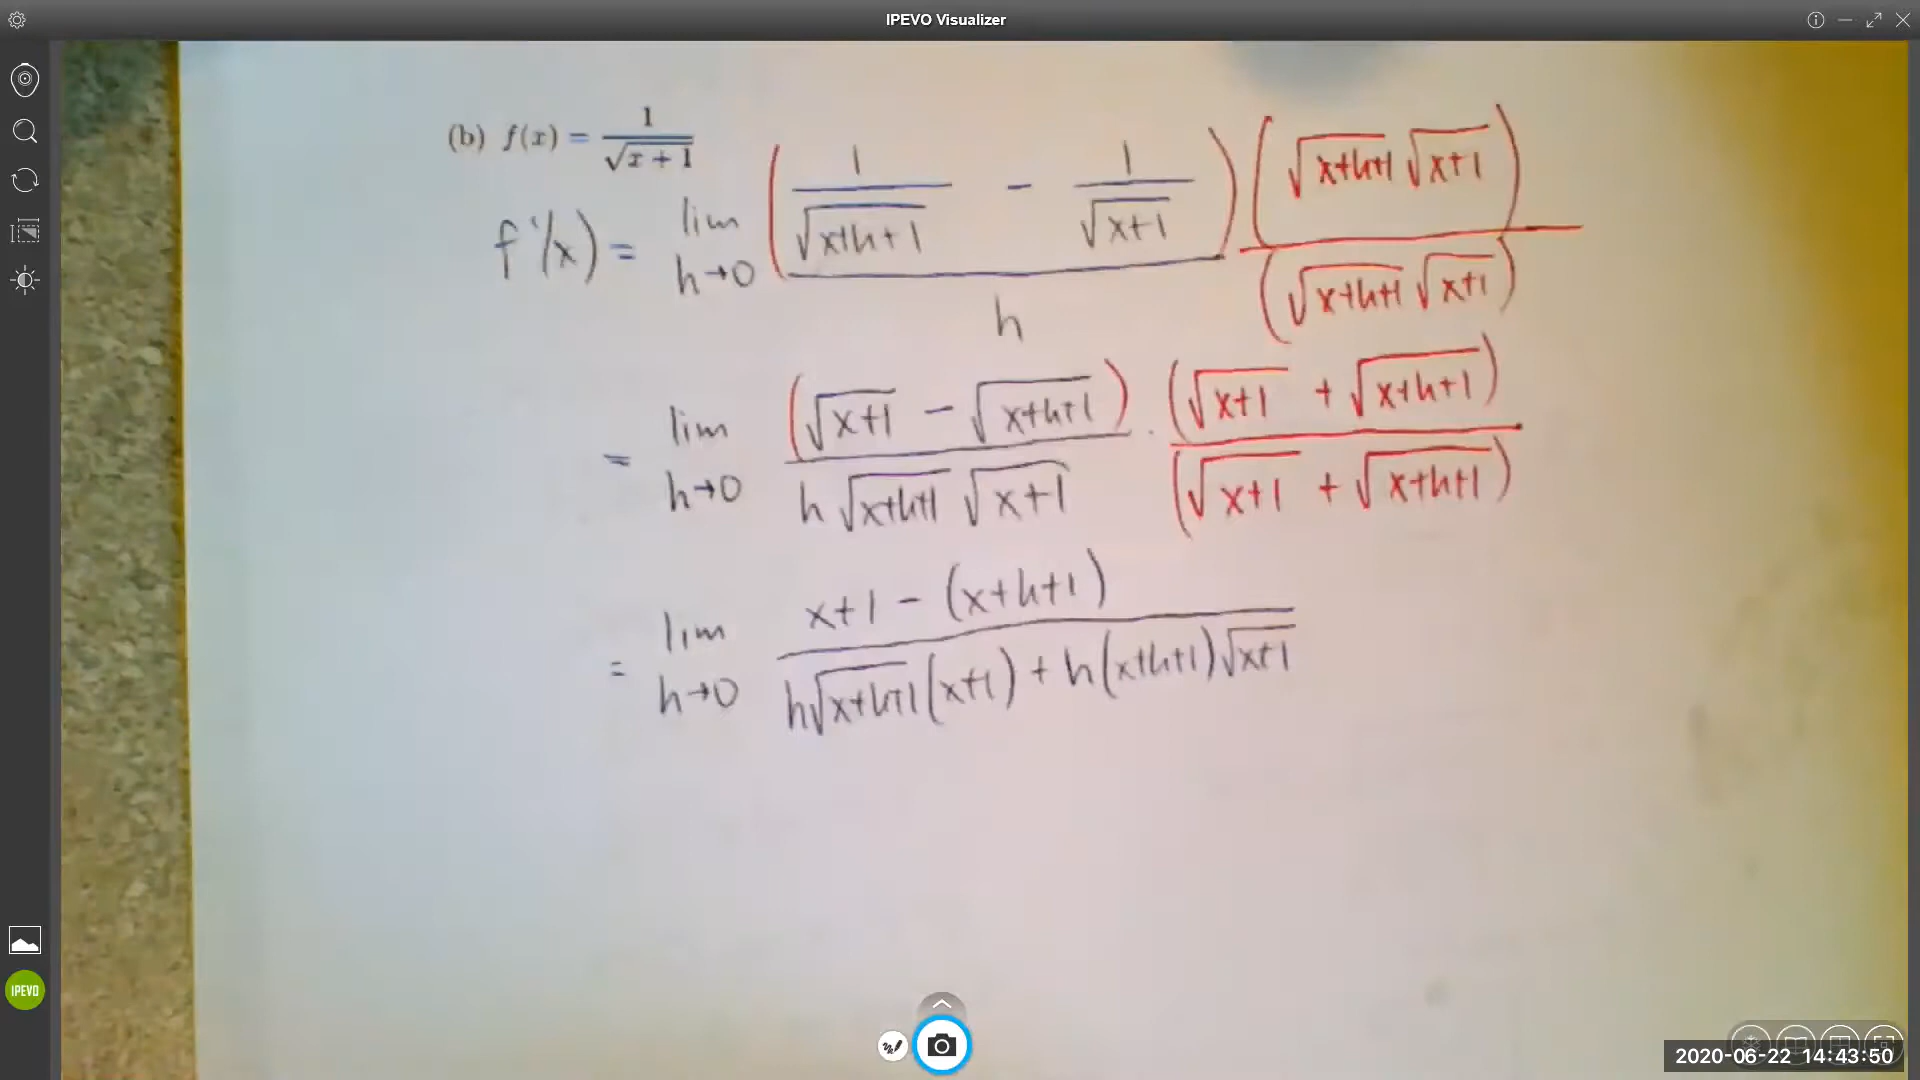 IPEVO Visualizer
(b) f(x) = 1/√(x + 1)
f'(x) = lim h→0 (1/√(x+h+1) − 1/√(x+1))/h (√(x+h+1) √(x+1))/(√(x+h+1) √(x+1))
= lim h→0 (√(x+1) − √(x+h+1))/(h√(x+h+1) √(x+1)) · (√(x+1) + √(x+h+1))/(√(x+1) + √(x+h+1))
= lim h→0 (x+1 − (x+h+1))/(h√(x+h+1)(x+1) + h(x+h+1)√(x+1))
IPEVO
2020-06-22 14:43:50